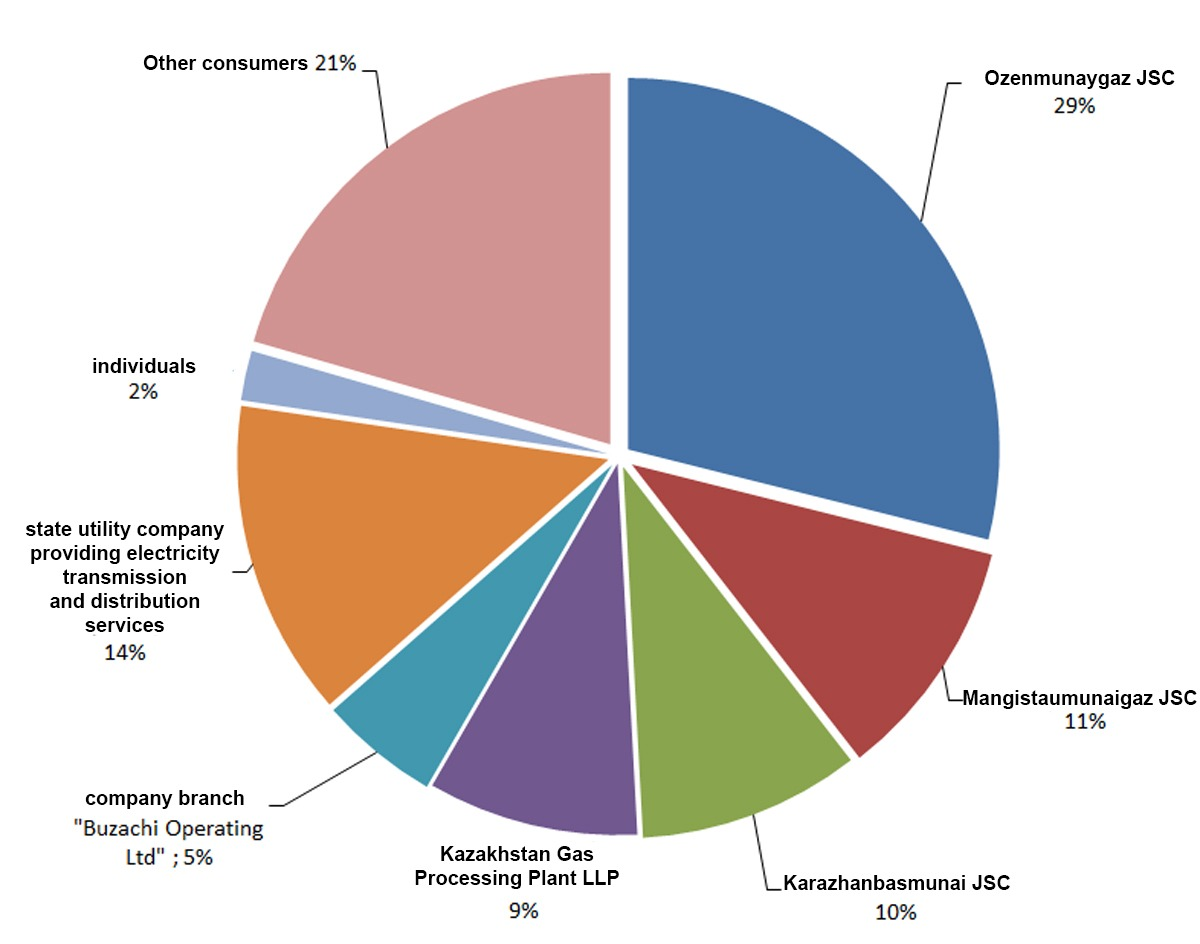 Other consumers 21%
Ozenmunaygaz JSC
29%
individuals
2%
state utility company
providing electricity
transmission
and distribution
services
14%
Mangistaumunaigaz JSC
11%
company branch
"Buzachi Operating
Ltd" ; 5%
Kazakhstan Gas
Processing Plant LLP
9%
Karazhanbasmunai JSC
10%